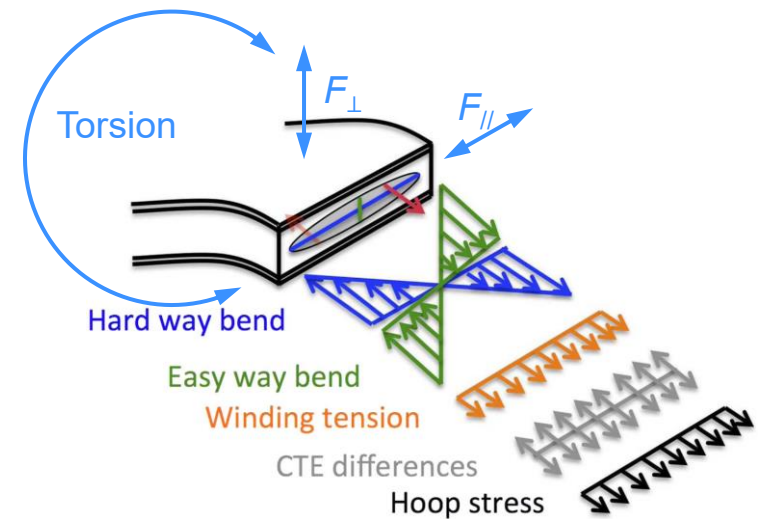 F⊥
F//
Torsion
Hard way bend
Easy way bend
Winding tension
CTE differences
Hoop stress